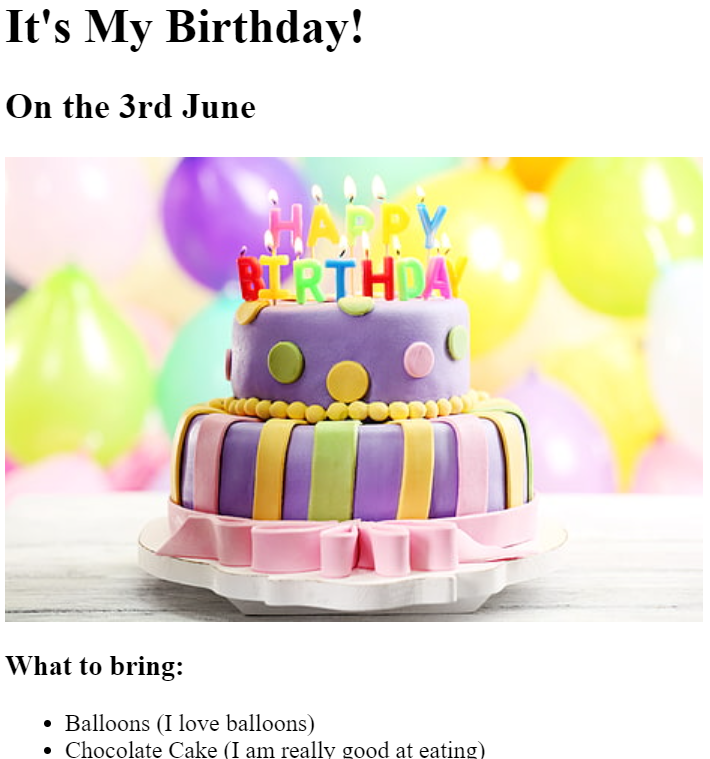 It's My Birthday!
On the 3rd June
HAPPY
BIRTHDAY
What to bring:
Balloons (I love balloons)
Chocolate Cake (I am really good at eating)